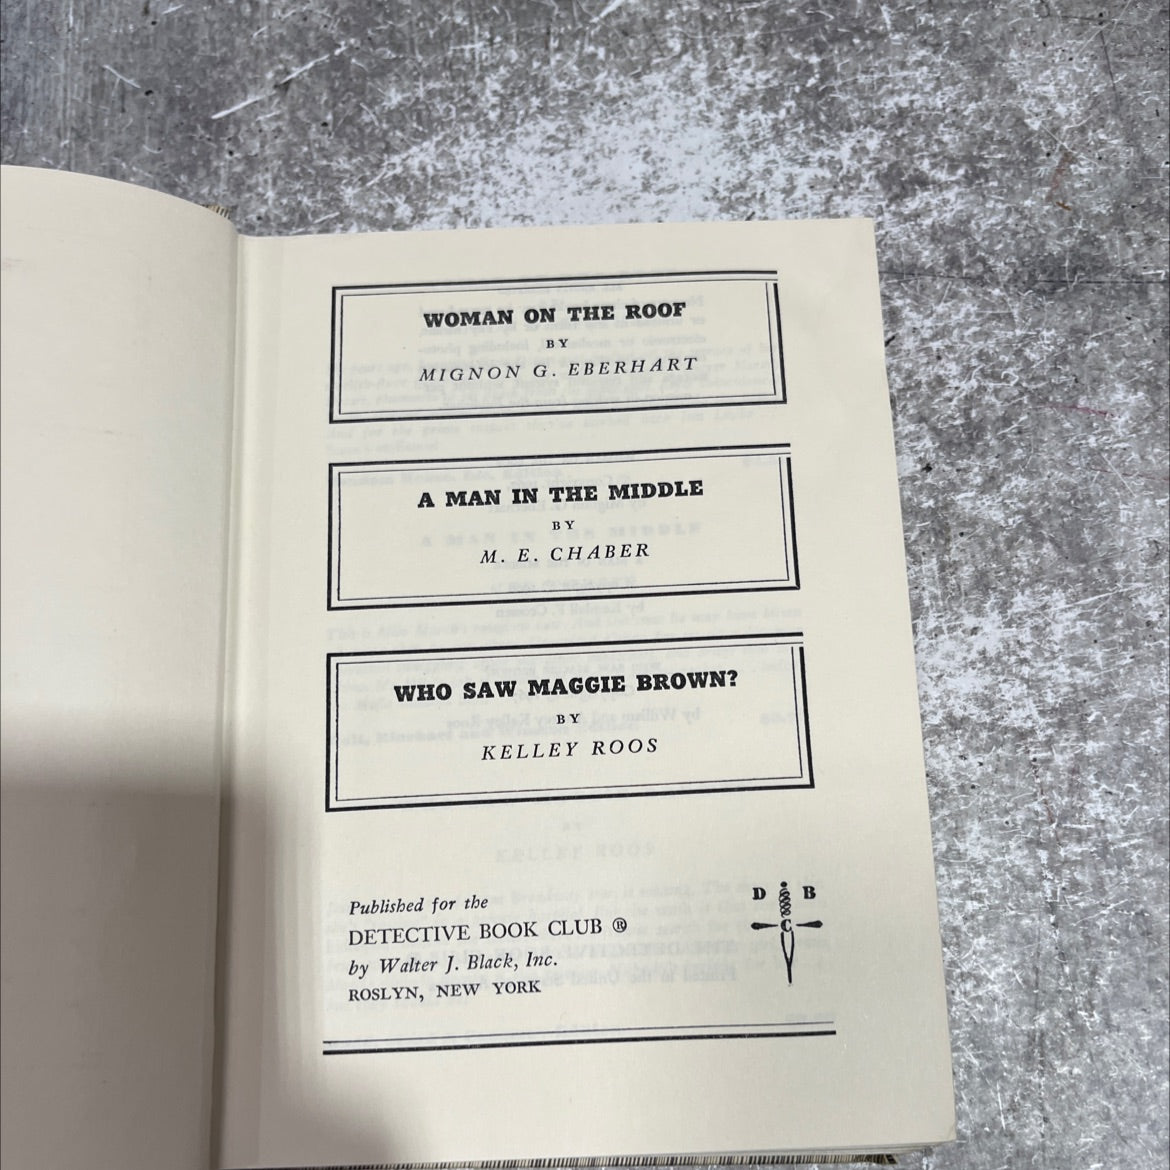 WOMAN ON THE ROOF
BY
MIGNON G. EBERHART
A MAN IN THE MIDDLE
BY
M. E. CHABER
WHO SAW MAGGIE BROWN?
BY
KELLEY ROOS
Published for the
DETECTIVE BOOK CLUB ®
by Walter J. Black, Inc.
ROSLYN, NEW YORK
D B
C